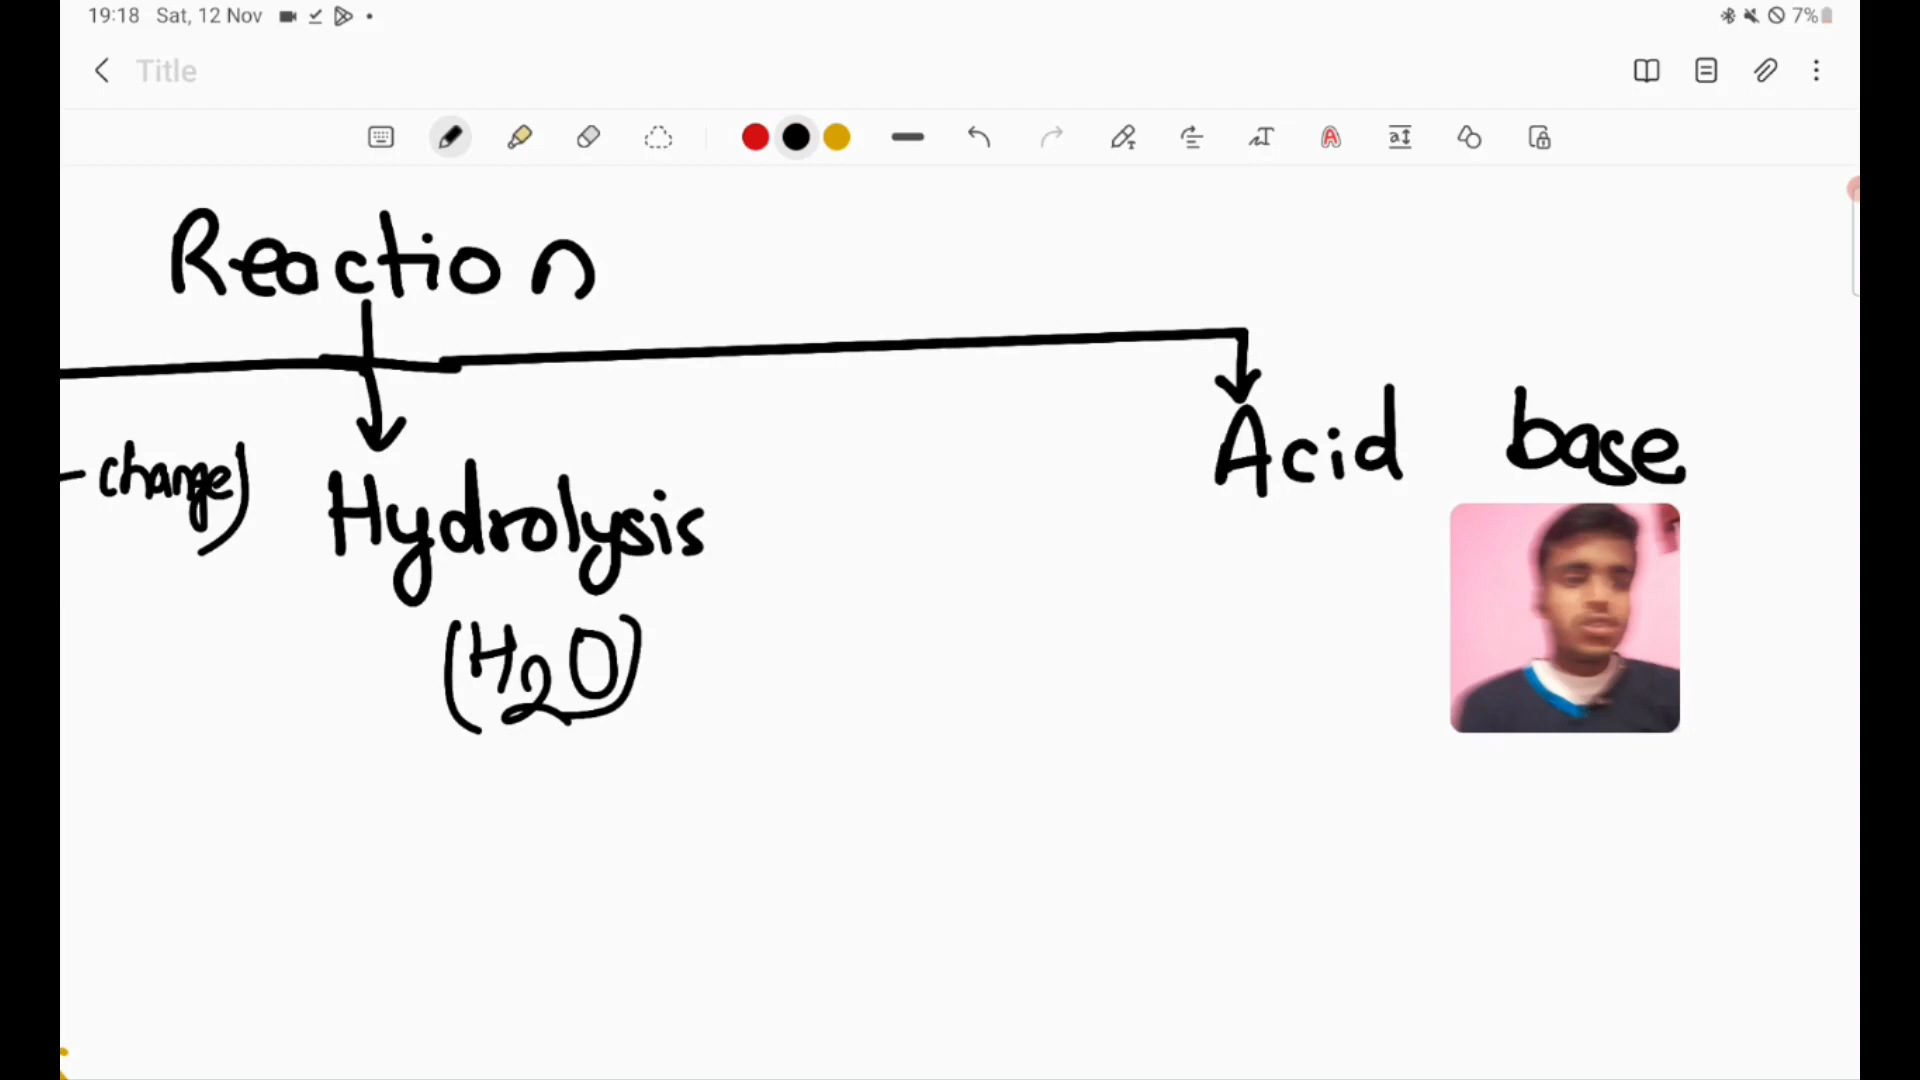 19:18 Sat, 12 Nov 7%
Title
Reaction
Acid base
- change)
Hydrolysis
(H2O)